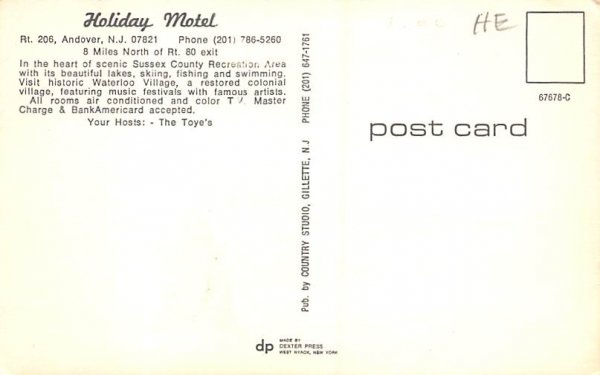 Holiday Motel
Rt. 206, Andover, N.J. 07821 Phone (201) 786-5260
8 Miles North of Rt. 80 exit
In the heart of scenic Sussex County Recreation Area
with its beautiful lakes, skiing, fishing and swimming.
Visit historic Waterloo Village, a restored colonial
village, featuring music festivals with famous artists.
All rooms air conditioned and color TV. Master
Charge & BankAmericard accepted.
Your Hosts: - The Toye's
Pub. by COUNTRY STUDIO, GILLETTE, N.J PHONE (201) 647-1761
HE
67678-C
post card
dp
MADE BY
DEXTER PRESS
WEST NYACK, NEW YORK